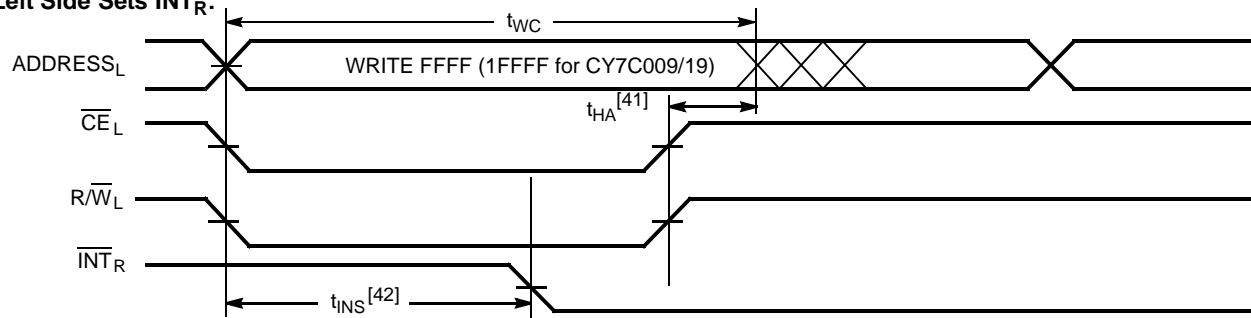 Left Side Sets INT_R:
t_WC
ADDRESS_L
WRITE FFFF (1FFFF for CY7C009/19)
t_HA[41]
CE_L
R/W_L
INT_R
t_INS[42]